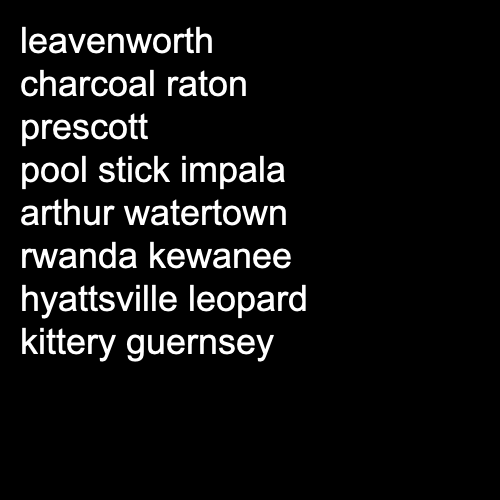 leavenworth
charcoal raton
prescott
pool stick impala
arthur watertown
rwanda kewanee
hyattsville leopard
kittery guernsey